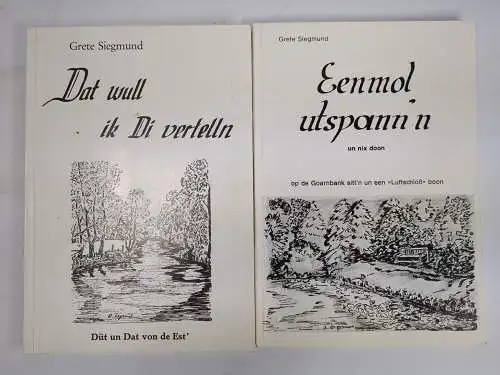 Grete Siegmund
Dat wull
ik Di vertelln
Düt un Dat von de Est'
Grete Siegmund
Eenmol
utspann'n
un nix doon
op de Goarnbank sitt'n un een »Luftschloß« boon